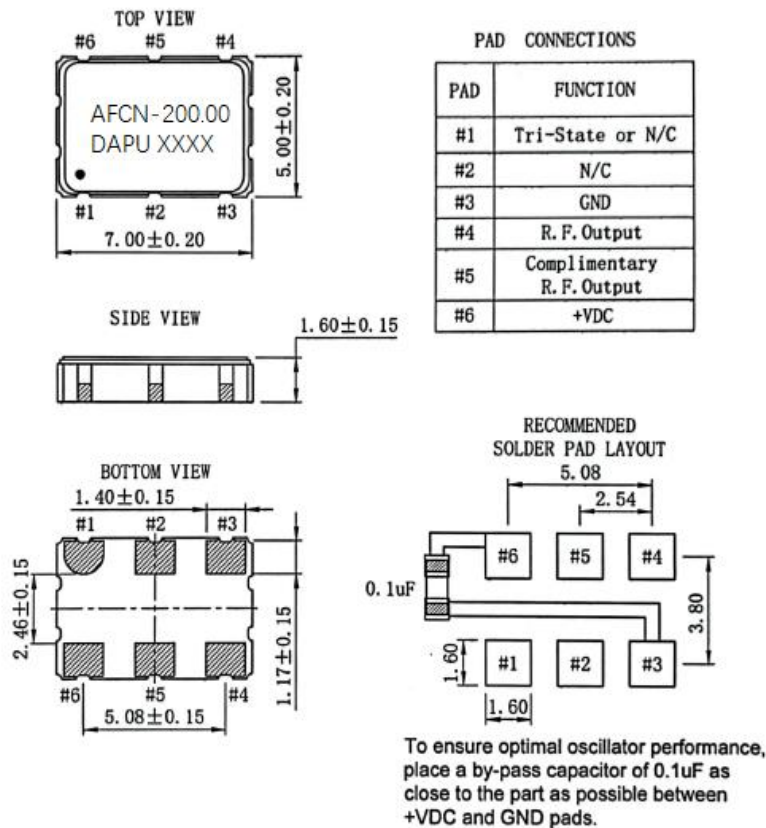 TOP VIEW
#6 #5 #4
AFCN-200.00
DAPU XXXX
#1 #2 #3
7.00±0.20
5.00±0.20
PAD CONNECTIONS
PAD FUNCTION
#1 Tri-State or N/C
#2 N/C
#3 GND
#4 R.F.Output
#5 Complimentary
R.F.Output
#6 +VDC
SIDE VIEW
1.60±0.15
BOTTOM VIEW
1.40±0.15
#1 #2 #3
2.46±0.15
1.17±0.15
#6 #5 #4
5.08±0.15
RECOMMENDED
SOLDER PAD LAYOUT
5.08
2.54
#6 #5 #4
0.1uF
3.80
1.60
#1 #2 #3
1.60
To ensure optimal oscillator performance,
place a by-pass capacitor of 0.1uF as
close to the part as possible between
+VDC and GND pads.